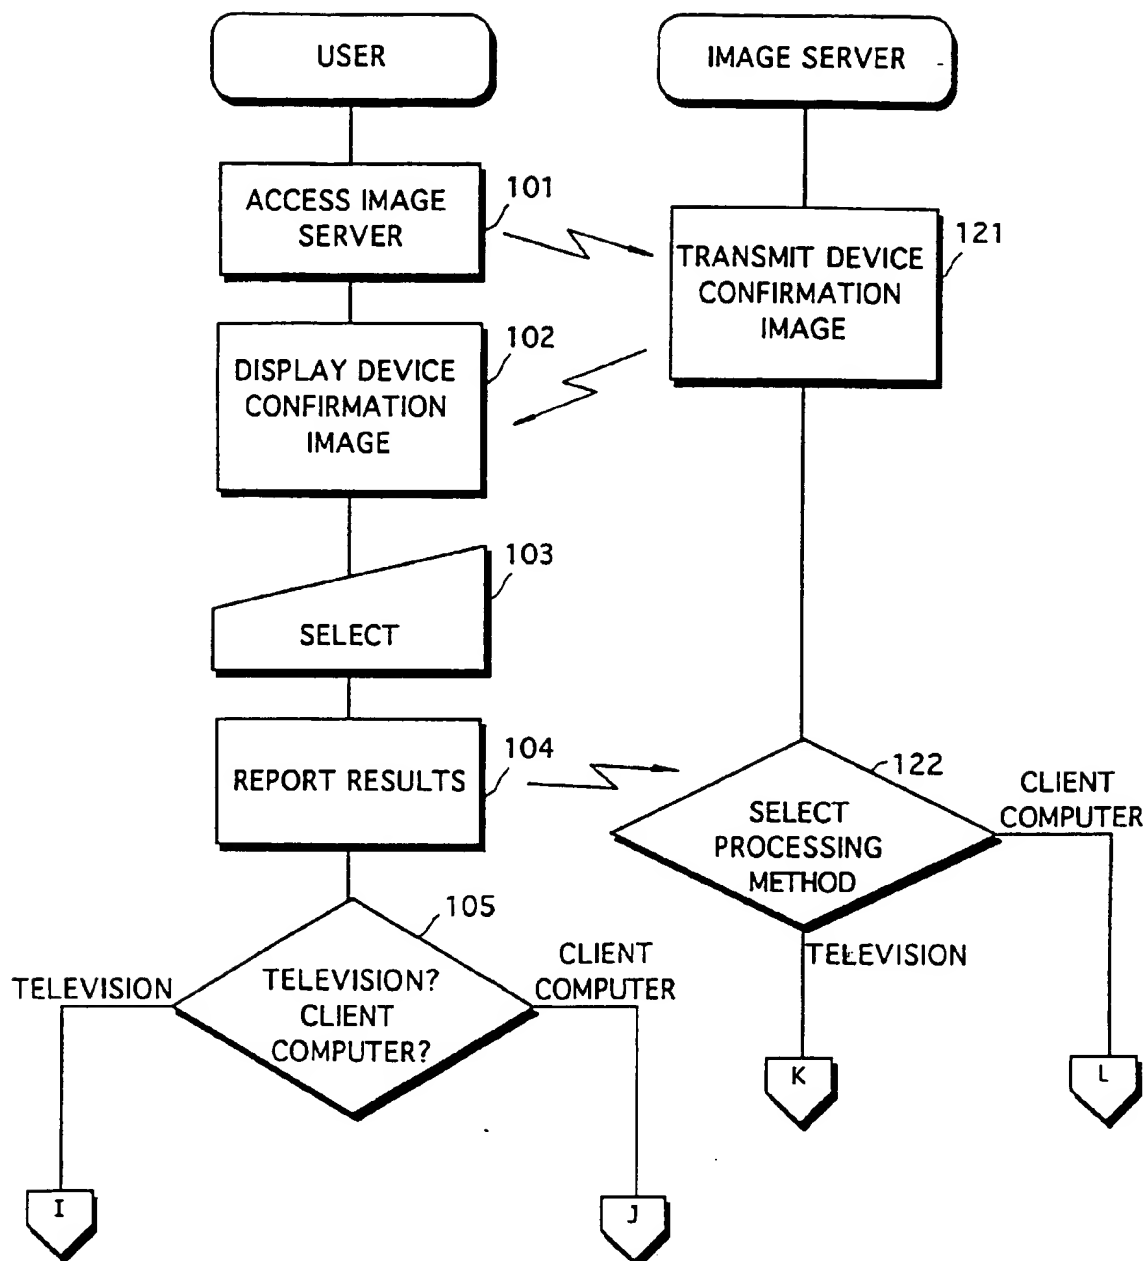 USER
IMAGE SERVER
ACCESS IMAGE
SERVER
101
TRANSMIT DEVICE
CONFIRMATION
IMAGE
121
DISPLAY DEVICE
CONFIRMATION
IMAGE
102
SELECT
103
REPORT RESULTS
104
SELECT
PROCESSING
METHOD
122
CLIENT
COMPUTER
TELEVISION
105
TELEVISION
TELEVISION?
CLIENT
COMPUTER?
CLIENT
COMPUTER
K
L
I
J